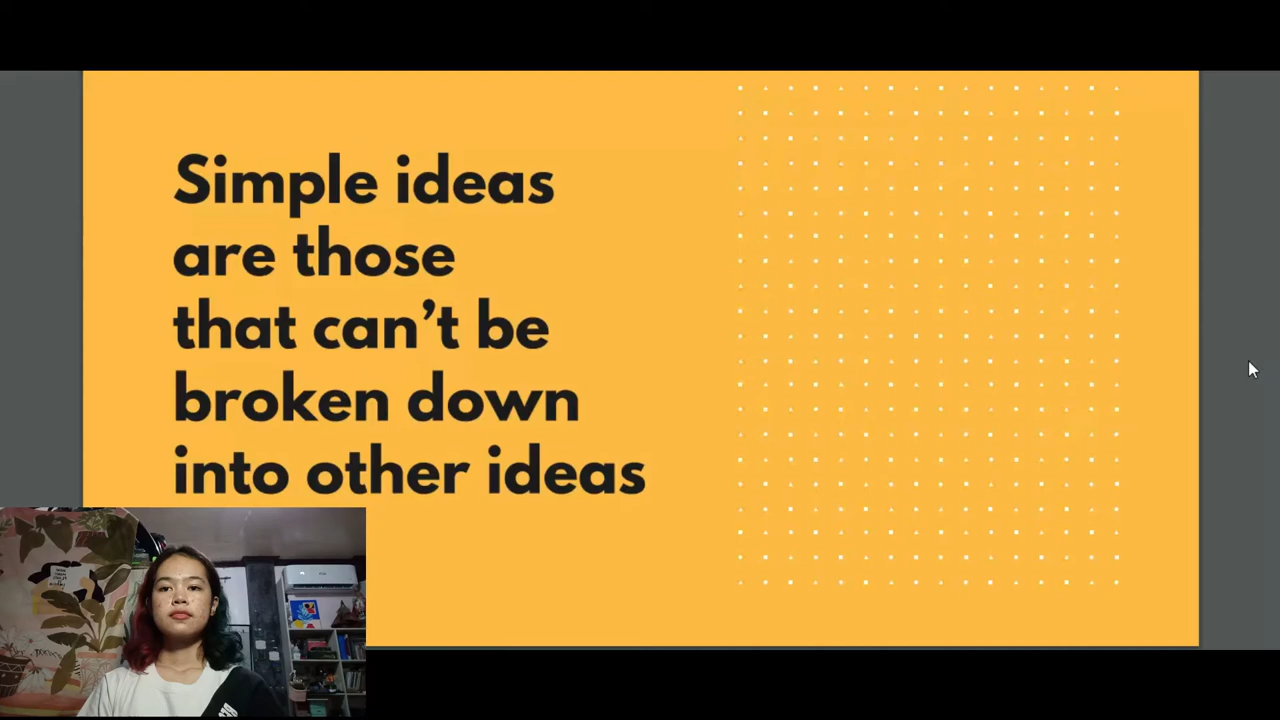 Simple ideas
are those
that can’t be
broken down
into other ideas